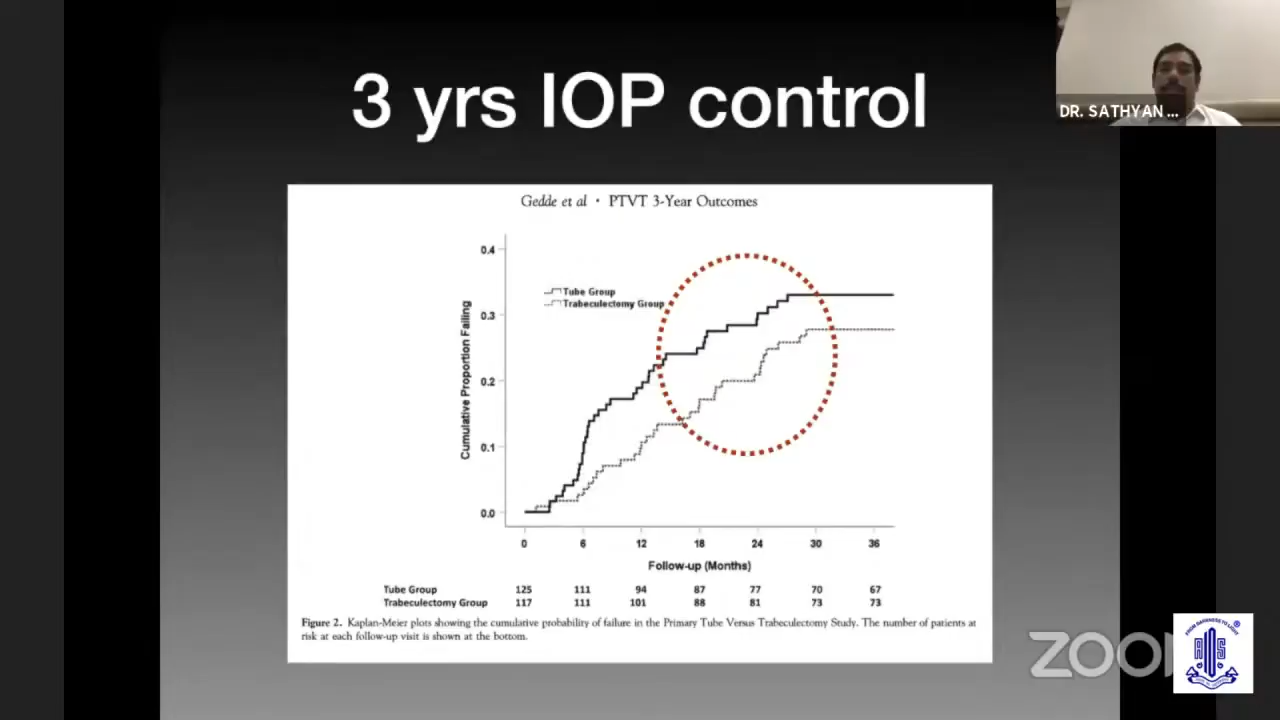 3 yrs IOP control
DR. SATHYAN ...
Gedde et al · PTVT 3-Year Outcomes
0.4
0.3
0.2
0.1
0.0
Cumulative Proportion Failing
Tube Group
Trabeculectomy Group
0 6 12 18 24 30 36
Follow-up (Months)
Tube Group 125 111 94 87 77 70 67
Trabeculectomy Group 117 111 101 88 81 73 73
Figure 2. Kaplan-Meier plots showing the cumulative probability of failure in the Primary Tube Versus Trabeculectomy Study. The number of patients at
risk at each follow-up visit is shown at the bottom.
ZOOM
FROM DARKNESS TO LIGHT